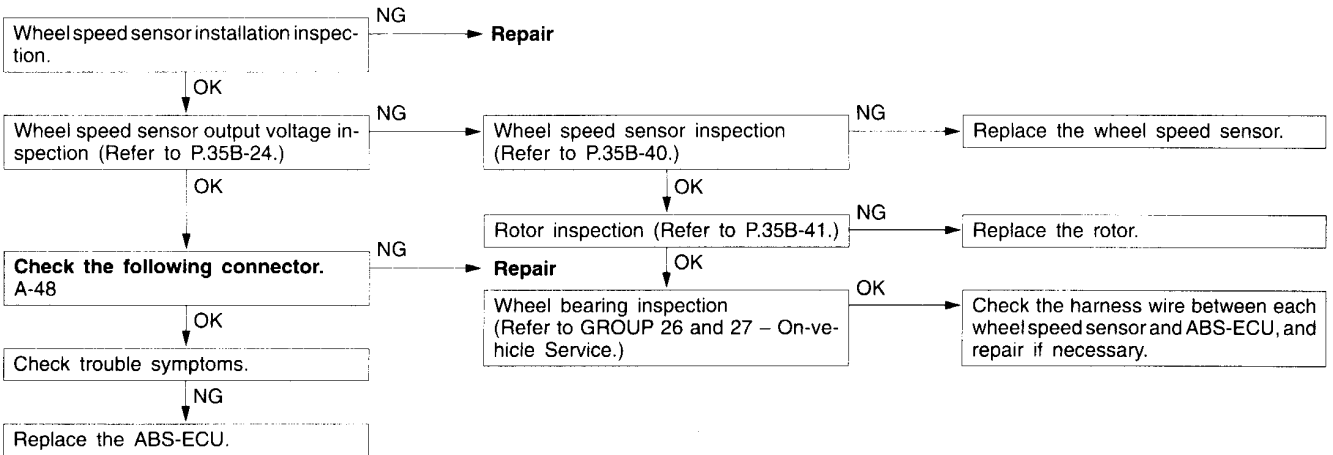 NG
Wheel speed sensor installation inspec-
tion.
Repair
OK
NG
NG
Wheel speed sensor output voltage in-
spection (Refer to P.35B-24.)
Wheel speed sensor inspection
(Refer to P.35B-40.)
Replace the wheel speed sensor.
OK
OK
NG
Rotor inspection (Refer to P.35B-41.)
Replace the rotor.
NG
Check the following connector.
A-48
Repair
OK
OK
Wheel bearing inspection
(Refer to GROUP 26 and 27 – On-ve-
hicle Service.)
Check the harness wire between each
wheel speed sensor and ABS-ECU, and
repair if necessary.
OK
Check trouble symptoms.
NG
Replace the ABS-ECU.